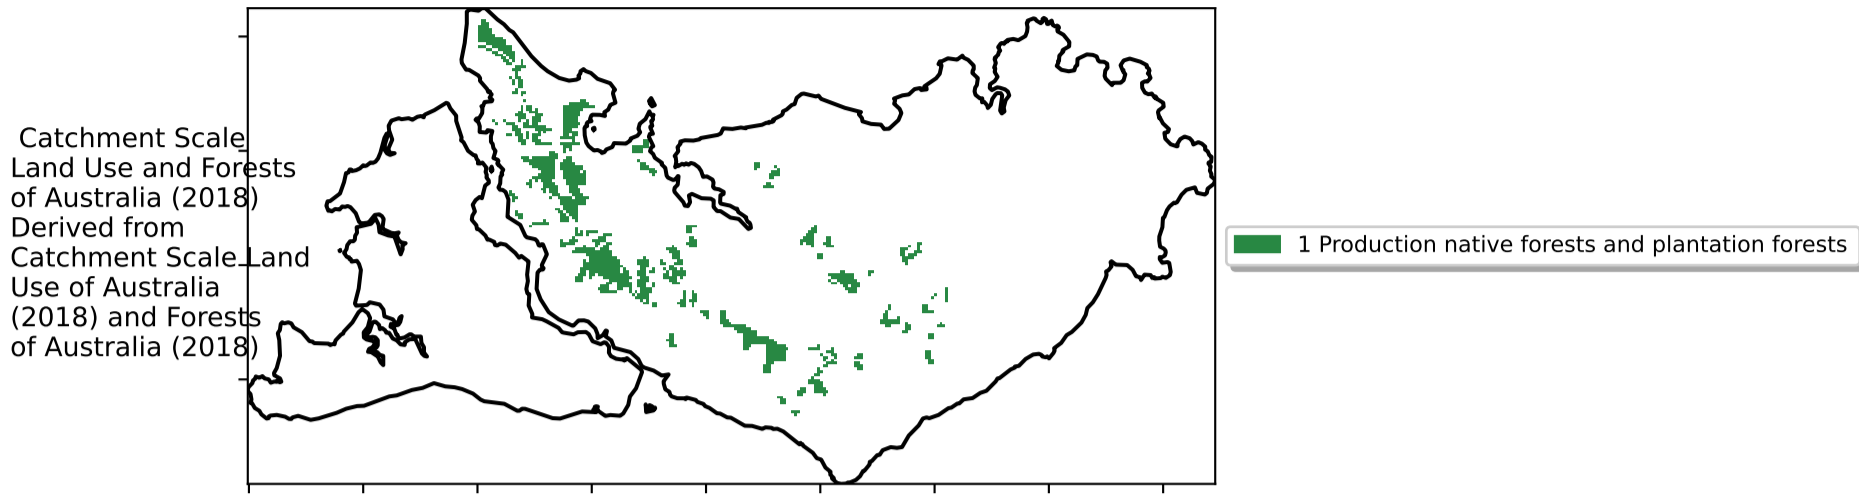 Catchment Scale
Land Use and Forests
of Australia (2018)
Derived from
Catchment Scale Land
Use of Australia
(2018) and Forests
of Australia (2018)
1 Production native forests and plantation forests